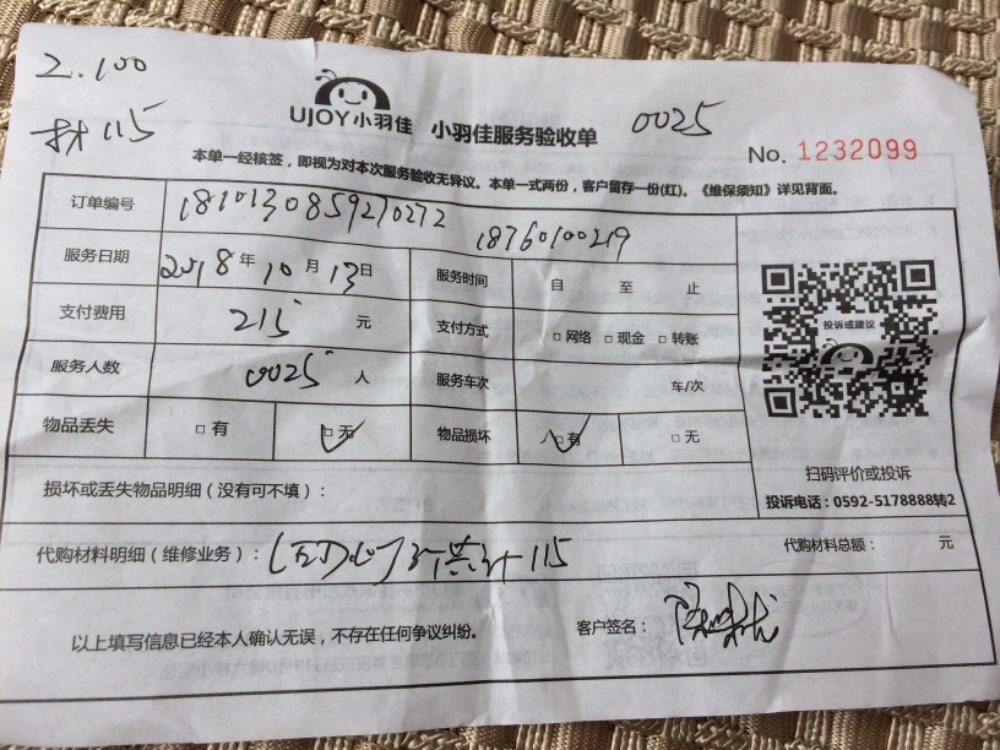 2.100
材115
UJOY小羽佳 小羽佳服务验收单 0025
No. 1232099
本单一经核签，即视为对本次服务验收无异议。本单一式两份，客户留存一份(红)。《维保须知》详见背面。
订单编号 1810130859270272
18760100219
服务日期 2018年10月13日 服务时间 自 至 止
支付费用 215 元 支付方式 □网络 □现金 □转账
服务人数 0025 人 服务车次 车/次
物品丢失 □有 □无 物品损坏 □有 □无
投诉或建议
扫码评价或投诉
投诉电话：0592-5178888转2
损坏或丢失物品明细（没有可不填）：
代购材料明细（维修业务）： 共计115
代购材料总额： 元
以上填写信息已经本人确认无误，不存在任何争议纠纷。
客户签名：